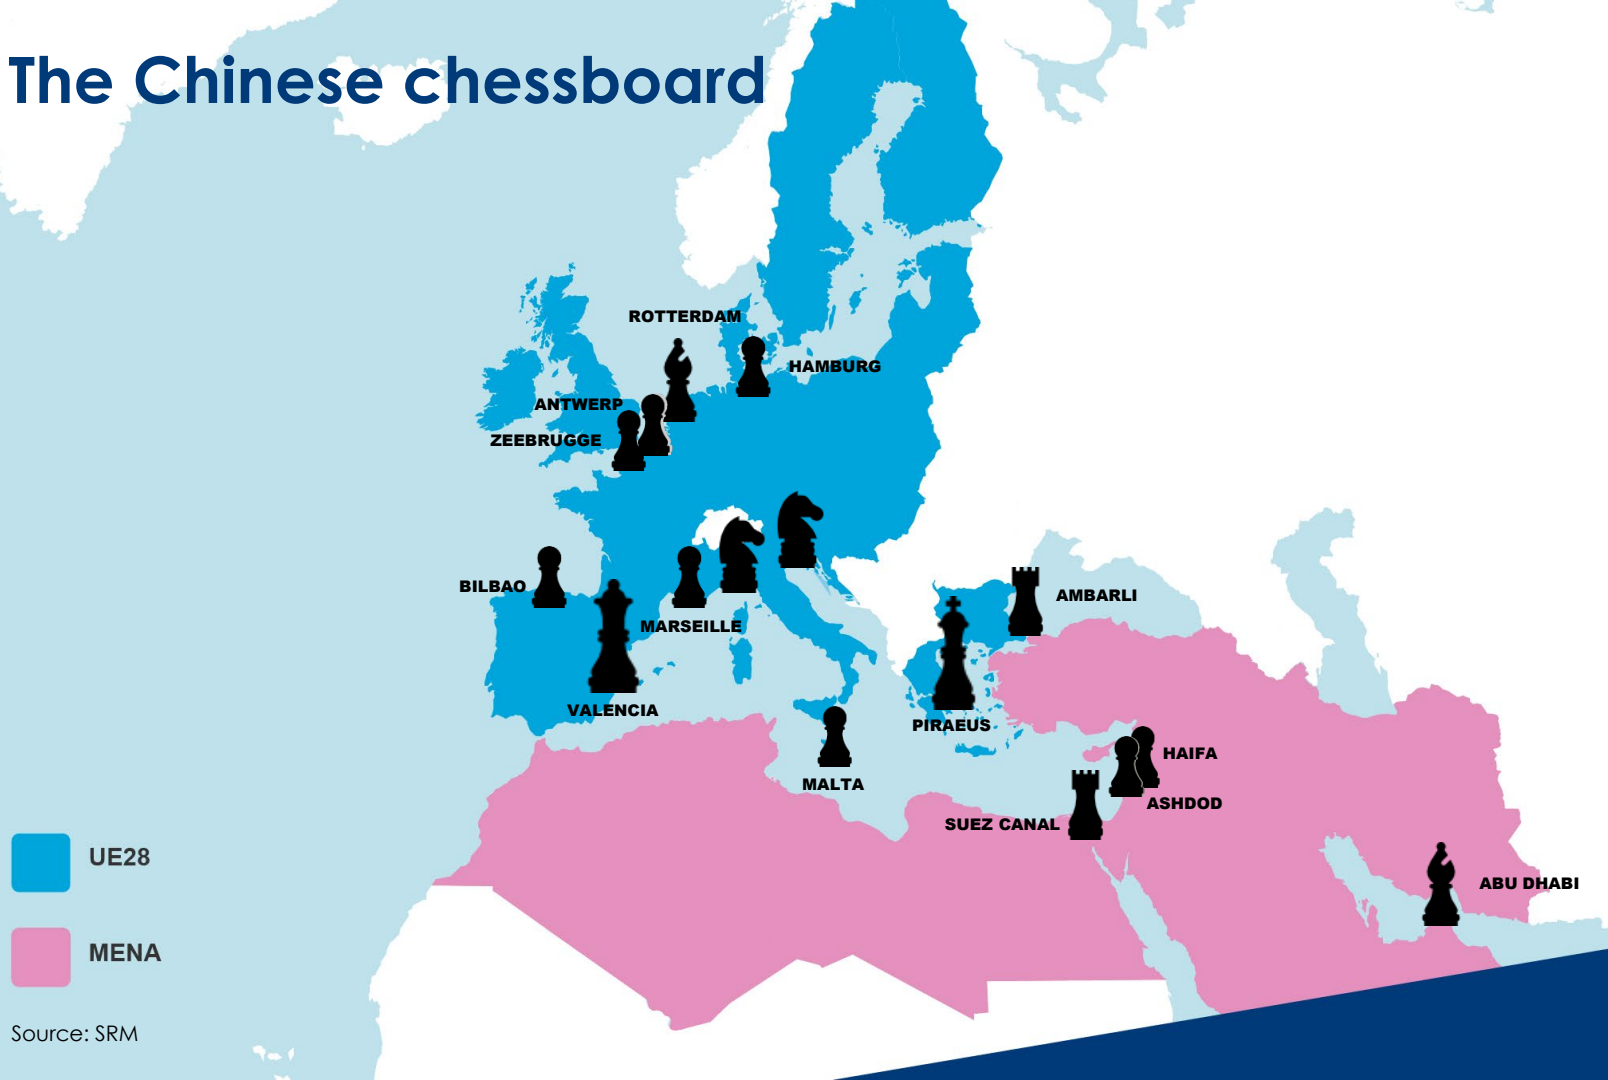 The Chinese chessboard
ROTTERDAM
HAMBURG
ANTWERP
ZEEBRUGGE
BILBAO
AMBARLI
MARSEILLE
VALENCIA
PIRAEUS
HAIFA
MALTA
ASHDOD
SUEZ CANAL
UE28
ABU DHABI
MENA
Source: SRM